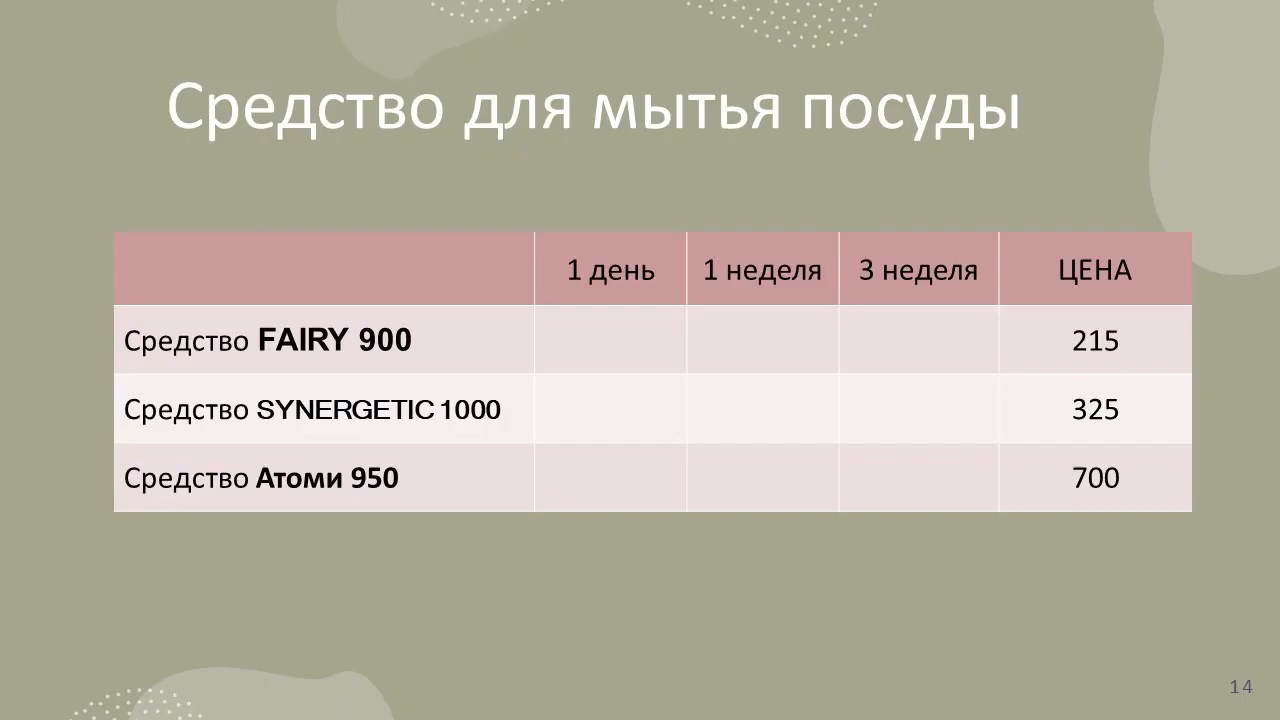 Средство для мытья посуды
1 день 1 неделя 3 неделя ЦЕНА
Средство FAIRY 900 215
Средство SYNERGETIC 1000 325
Средство Атоми 950 700
14